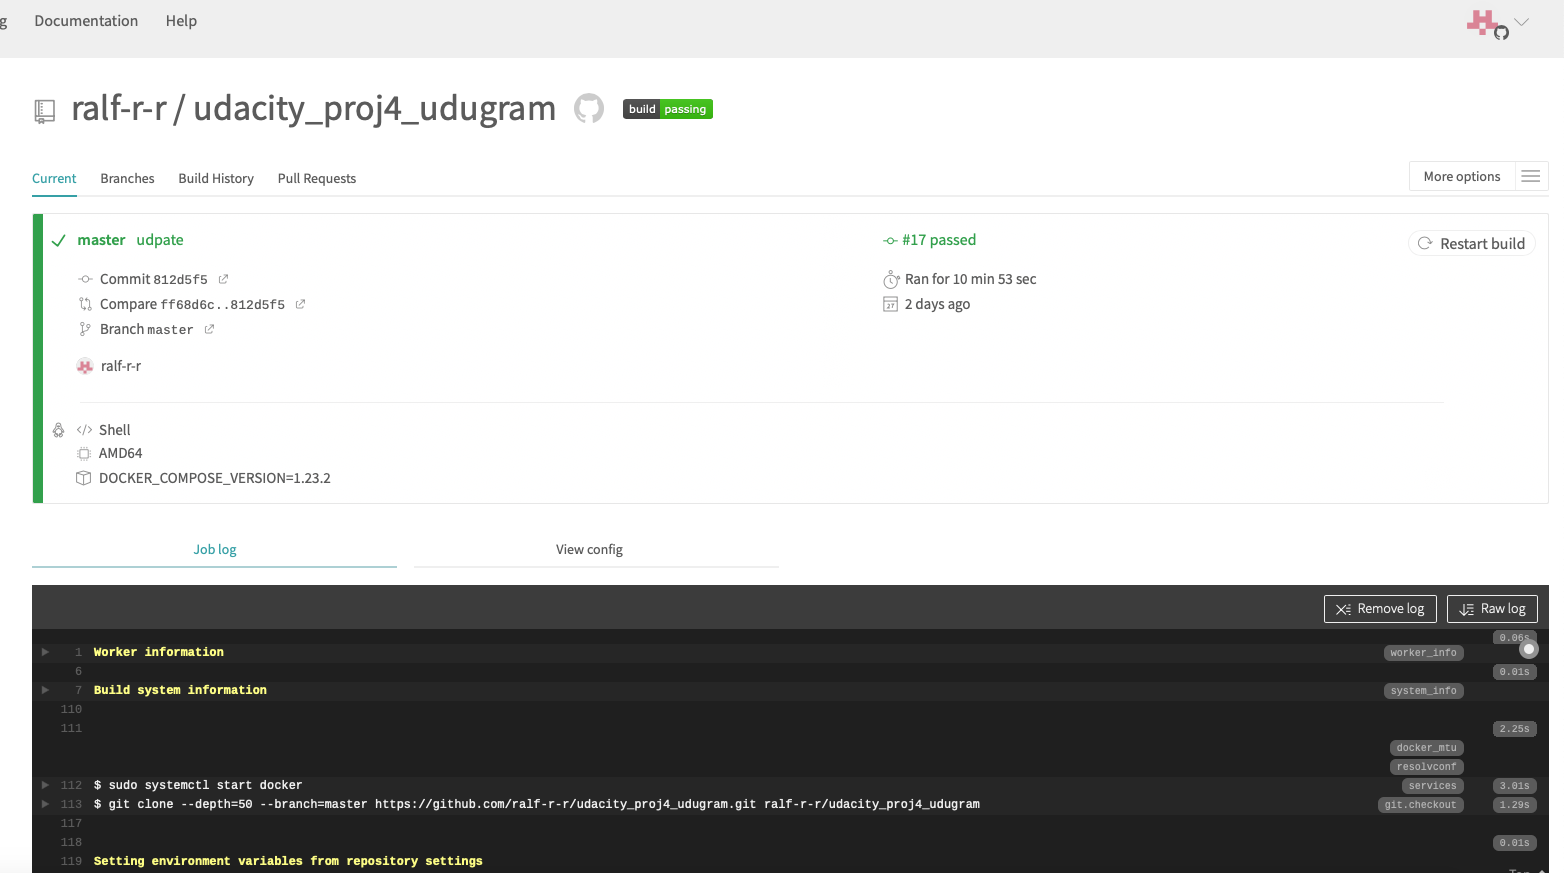 g Documentation Help
ralf-r-r / udacity_proj4_udugram build passing
Current Branches Build History Pull Requests More options
master udpate #17 passed Restart build
Commit 812d5f5 Ran for 10 min 53 sec
Compare ff68d6c..812d5f5 27 2 days ago
Branch master
ralf-r-r
</> Shell
AMD64
DOCKER_COMPOSE_VERSION=1.23.2
Job log View config
Remove log Raw log
0.06s
1 Worker information worker_info
6 0.01s
7 Build system information system_info
110
111 2.25s
docker_mtu
resolvconf
112 $ sudo systemctl start docker services 3.01s
113 $ git clone --depth=50 --branch=master https://github.com/ralf-r-r/udacity_proj4_udugram.git ralf-r-r/udacity_proj4_udugram git.checkout 1.29s
117
118 0.01s
119 Setting environment variables from repository settings